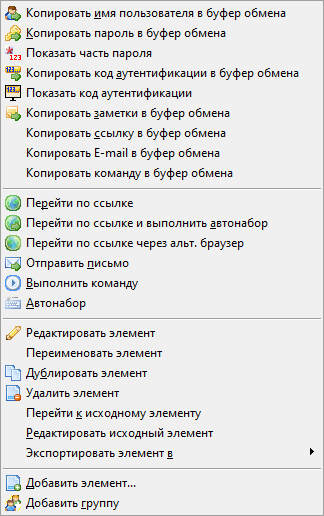 Копировать имя пользователя в буфер обмена
Копировать пароль в буфер обмена
Показать часть пароля
Копировать код аутентификации в буфер обмена
Показать код аутентификации
Копировать заметки в буфер обмена
Копировать ссылку в буфер обмена
Копировать E-mail в буфер обмена
Копировать команду в буфер обмена
Перейти по ссылке
Перейти по ссылке и выполнить автонабор
Перейти по ссылке через альт. браузер
Отправить письмо
Выполнить команду
Автонабор
Редактировать элемент
Переименовать элемент
Дублировать элемент
Удалить элемент
Перейти к исходному элементу
Редактировать исходный элемент
Экспортировать элемент в
Добавить элемент...
Добавить группу